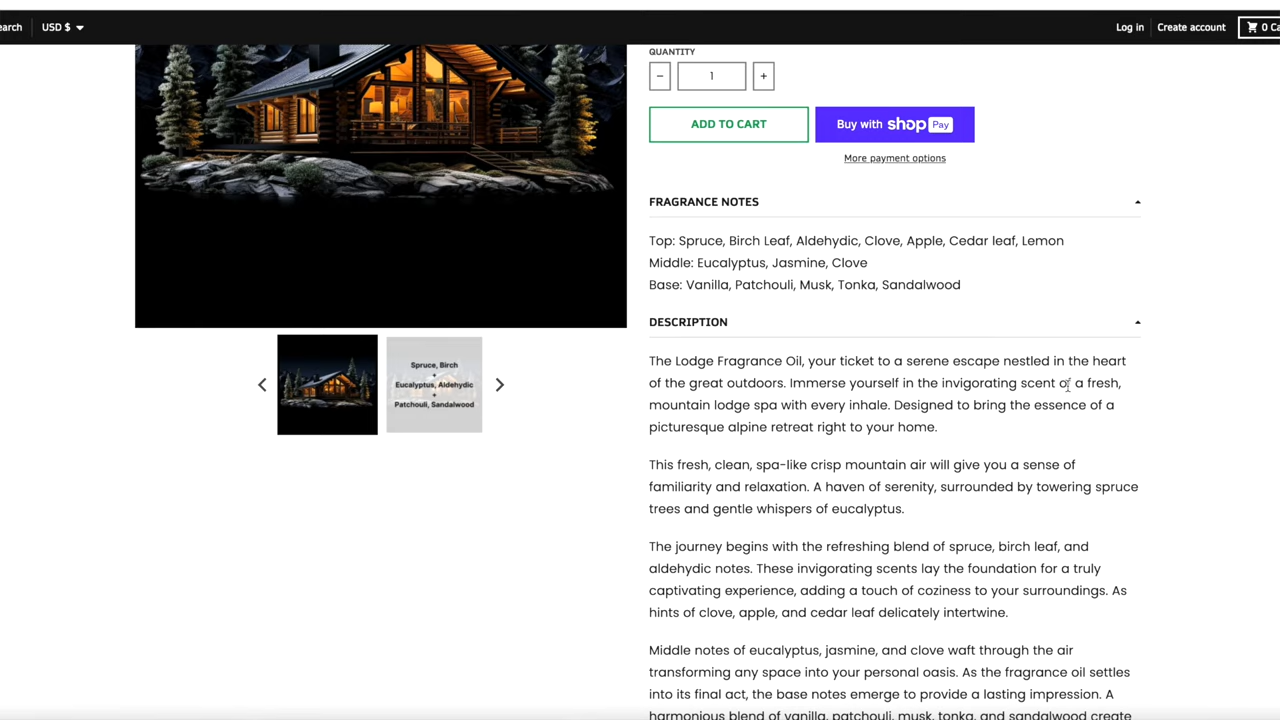 USD $
Log in
Create account
0
QUANTITY
−
1
+
ADD TO CART
Buy with shop Pay
More payment options
FRAGRANCE NOTES
Top: Spruce, Birch Leaf, Aldehydic, Clove, Apple, Cedar leaf, Lemon
Middle: Eucalyptus, Jasmine, Clove
Base: Vanilla, Patchouli, Musk, Tonka, Sandalwood
Spruce, Birch
+
Eucalyptus, Aldehydic
+
Patchouli, Sandalwood
DESCRIPTION
The Lodge Fragrance Oil, your ticket to a serene escape nestled in the heart
of the great outdoors. Immerse yourself in the invigorating scent of a fresh,
mountain lodge spa with every inhale. Designed to bring the essence of a
picturesque alpine retreat right to your home.
This fresh, clean, spa-like crisp mountain air will give you a sense of
familiarity and relaxation. A haven of serenity, surrounded by towering spruce
trees and gentle whispers of eucalyptus.
The journey begins with the refreshing blend of spruce, birch leaf, and
aldehydic notes. These invigorating scents lay the foundation for a truly
captivating experience, adding a touch of coziness to your surroundings. As
hints of clove, apple, and cedar leaf delicately intertwine.
Middle notes of eucalyptus, jasmine, and clove waft through the air
transforming any space into your personal oasis. As the fragrance oil settles
into its final act, the base notes emerge to provide a lasting impression. A
harmonious blend of vanilla, patchouli, musk, tonka, and sandalwood create